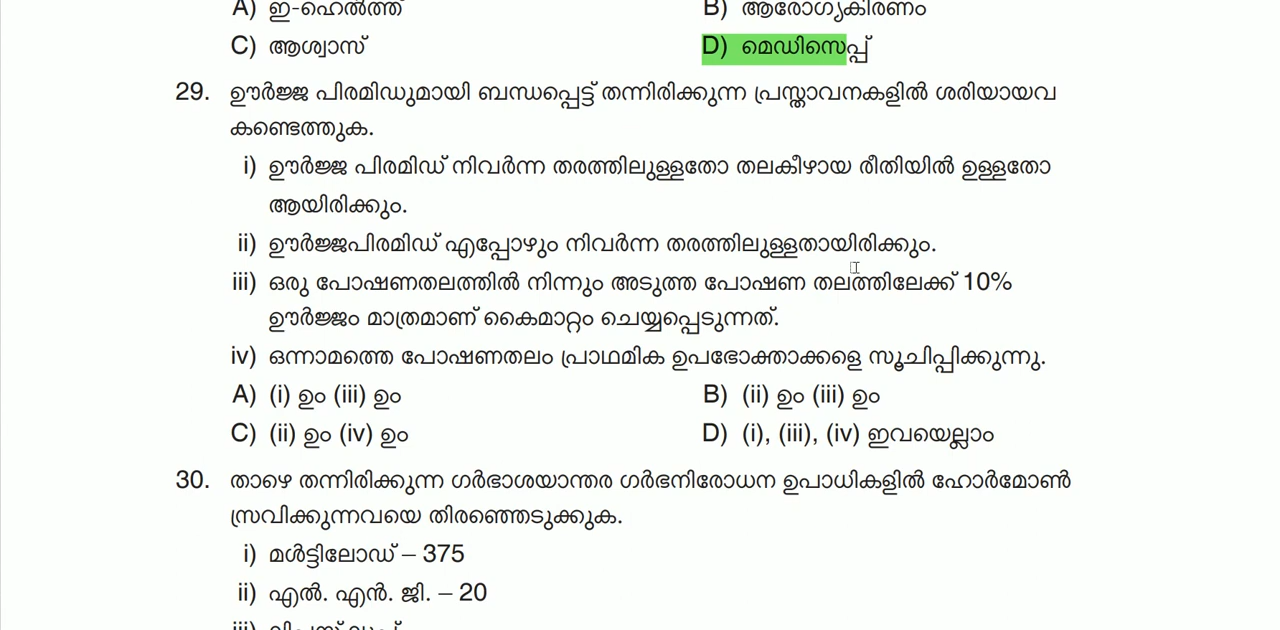 A) ഇ-ഹെൽത്ത് B) ആരോഗ്യകിരണം
C) ആശ്വാസ് D) മെഡിസെപ്പ്
29. ഊർജ്ജ പിരമിഡുമായി ബന്ധപ്പെട്ട് തന്നിരിക്കുന്ന പ്രസ്താവനകളിൽ ശരിയായവ
കണ്ടെത്തുക.
i) ഊർജ്ജ പിരമിഡ് നിവർന്ന തരത്തിലുള്ളതോ തലകീഴായ രീതിയിൽ ഉള്ളതോ
ആയിരിക്കും.
ii) ഊർജ്ജപിരമിഡ് എപ്പോഴും നിവർന്ന തരത്തിലുള്ളതായിരിക്കും.
iii) ഒരു പോഷണതലത്തിൽ നിന്നും അടുത്ത പോഷണ തലത്തിലേക്ക് 10%
ഊർജ്ജം മാത്രമാണ് കൈമാറ്റം ചെയ്യപ്പെടുന്നത്.
iv) ഒന്നാമത്തെ പോഷണതലം പ്രാഥമിക ഉപഭോക്താക്കളെ സൂചിപ്പിക്കുന്നു.
A) (i) ഉം (iii) ഉം B) (ii) ഉം (iii) ഉം
C) (ii) ഉം (iv) ഉം D) (i), (iii), (iv) ഇവയെല്ലാം
30. താഴെ തന്നിരിക്കുന്ന ഗർഭാശയാന്തര ഗർഭനിരോധന ഉപാധികളിൽ ഹോർമോൺ
സ്രവിക്കുന്നവയെ തിരഞ്ഞെടുക്കുക.
i) മൾട്ടിലോഡ് – 375
ii) എൽ. എൻ. ജി. – 20
iii)